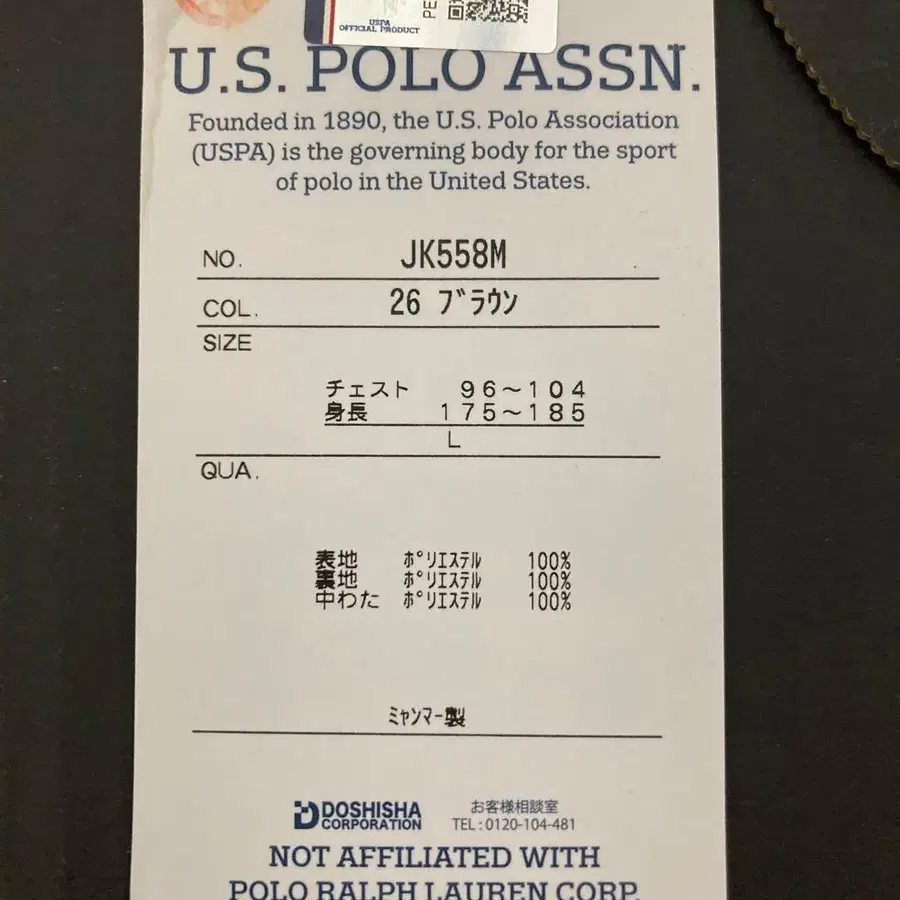 USPA
OFFICIAL PRODUCT
PE
U.S. POLO ASSN.
Founded in 1890, the U.S. Polo Association
(USPA) is the governing body for the sport
of polo in the United States.
NO. JK558M
COL. 26 ブラウン
SIZE
チェスト 96〜104
身長 175〜185
L
QUA.
表地 ポリエステル 100%
裏地 ポリエステル 100%
中わた ポリエステル 100%
ミャンマー製
DOSHISHA
CORPORATION
お客様相談室
TEL:0120-104-481
NOT AFFILIATED WITH
POLO RALPH LAUREN CORP.